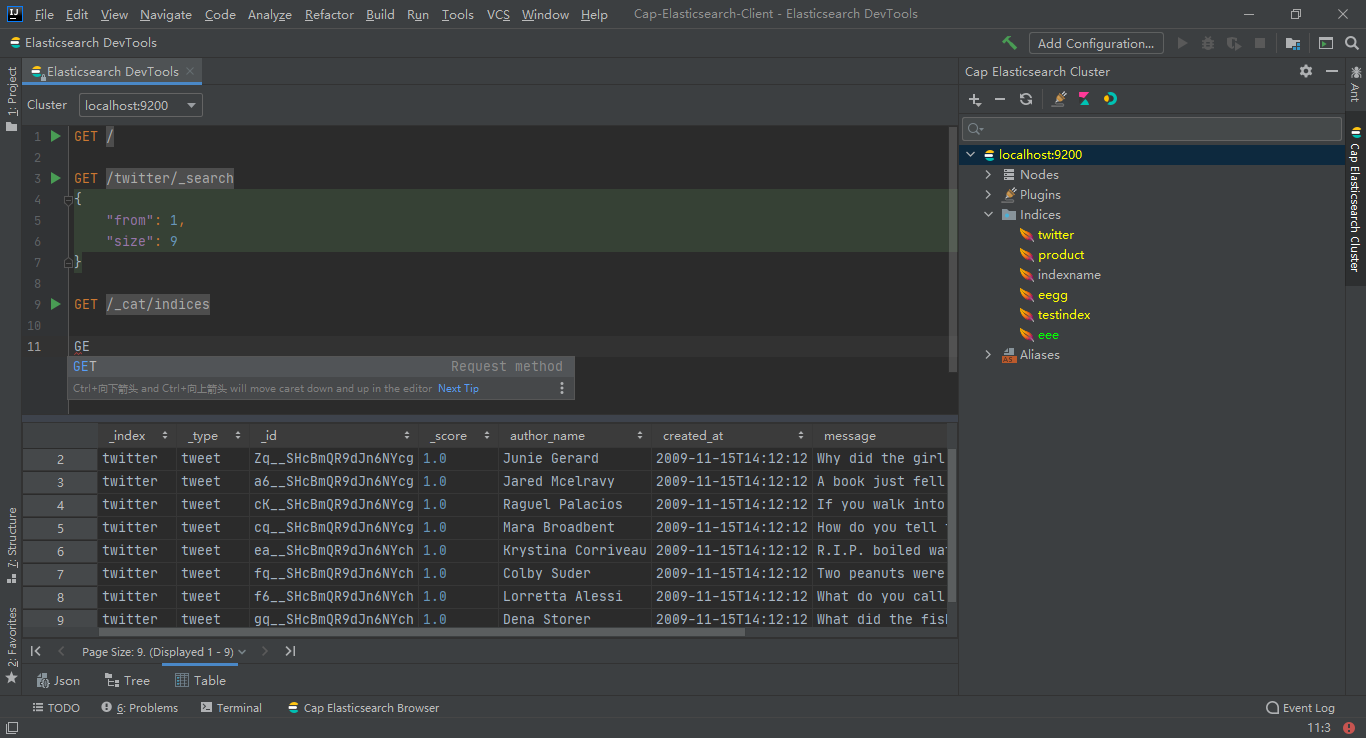 File Edit View Navigate Code Analyze Refactor Build Run Tools VCS Window Help Cap-Elasticsearch-Client - Elasticsearch DevTools
Elasticsearch DevTools Add Configuration...
1: Project
Elasticsearch DevTools
Cluster localhost:9200
1 GET /
2
3 GET /twitter/_search
4 {
5 "from": 1,
6 "size": 9
7 }
8
9 GET /_cat/indices
10
11 GE
GET Request method
Ctrl+向下箭头 and Ctrl+向上箭头 will move caret down and up in the editor Next Tip
_index _type _id _score author_name created_at message
2 twitter tweet Zq__SHcBmQR9dJn6NYcg 1.0 Junie Gerard 2009-11-15T14:12:12 Why did the girl
3 twitter tweet a6__SHcBmQR9dJn6NYcg 1.0 Jared Mcelravy 2009-11-15T14:12:12 A book just fell
4 twitter tweet cK__SHcBmQR9dJn6NYcg 1.0 Raguel Palacios 2009-11-15T14:12:12 If you walk into
5 twitter tweet cq__SHcBmQR9dJn6NYcg 1.0 Mara Broadbent 2009-11-15T14:12:12 How do you tell
6 twitter tweet ea__SHcBmQR9dJn6NYch 1.0 Krystina Corriveau 2009-11-15T14:12:12 R.I.P. boiled wa
7 twitter tweet fq__SHcBmQR9dJn6NYch 1.0 Colby Suder 2009-11-15T14:12:12 Two peanuts were
8 twitter tweet f6__SHcBmQR9dJn6NYch 1.0 Lorretta Alessi 2009-11-15T14:12:12 What do you call
9 twitter tweet gq__SHcBmQR9dJn6NYch 1.0 Dena Storer 2009-11-15T14:12:12 What did the fis
Page Size: 9. (Displayed 1 - 9)
Json Tree Table
Z: Structure
2: Favorites
Cap Elasticsearch Cluster
localhost:9200
Nodes
Plugins
Indices
twitter
product
indexname
eegg
testindex
eee
Aliases
Ant
Cap Elasticsearch Cluster
TODO 6: Problems Terminal Cap Elasticsearch Browser Event Log
11:3